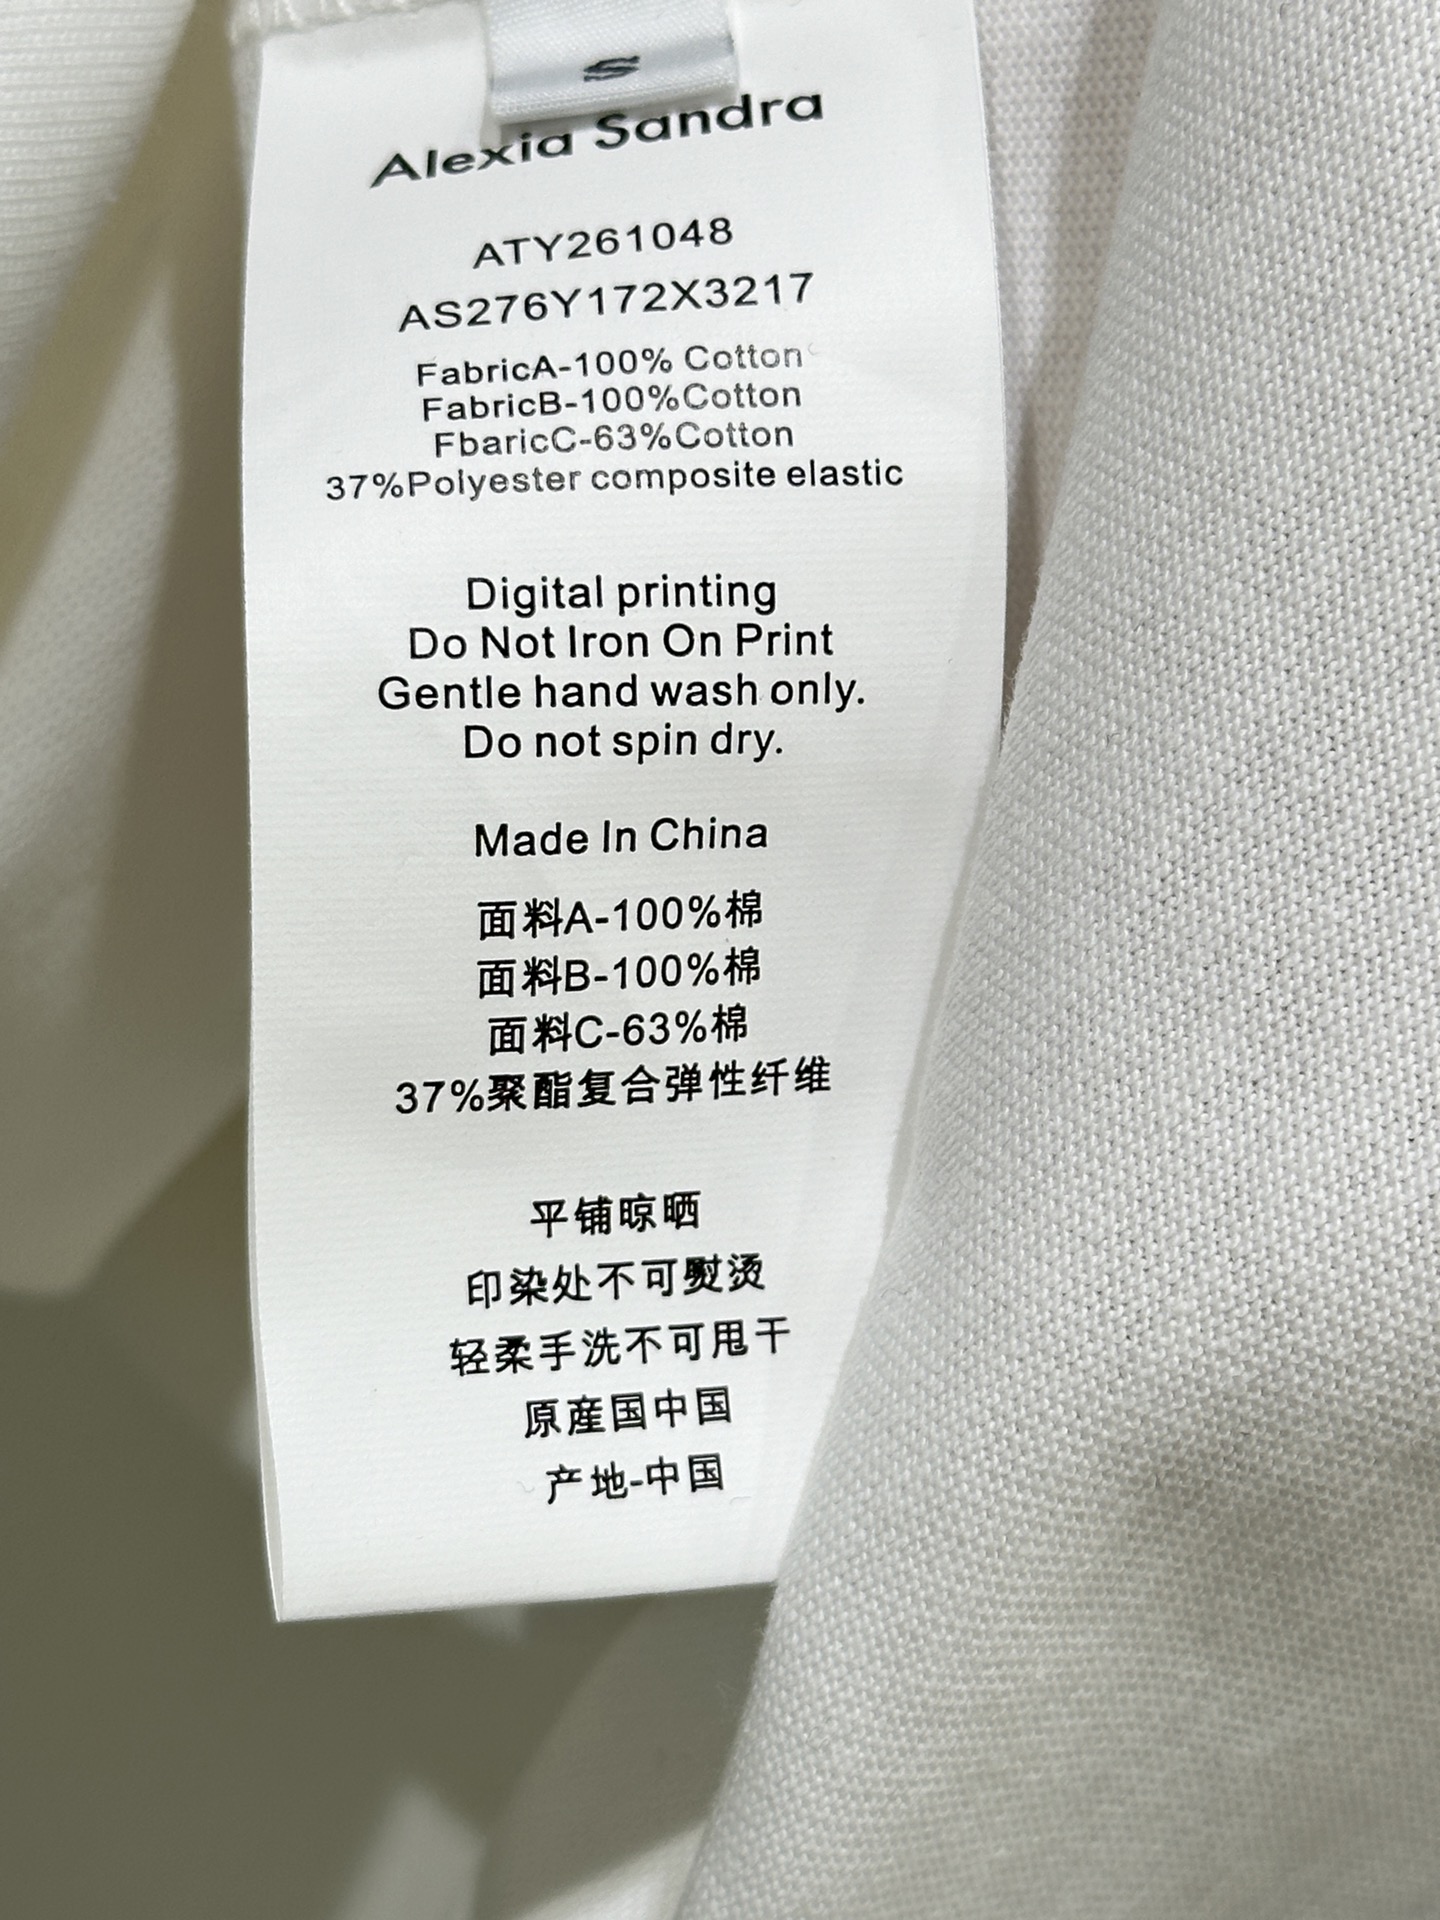 S
Alexia Sandra
ATY261048
AS276Y172X3217
FabricA-100% Cotton
FabricB-100%Cotton
FbaricC-63%Cotton
37%Polyester composite elastic
Digital printing
Do Not Iron On Print
Gentle hand wash only.
Do not spin dry.
Made In China
面料A-100%棉
面料B-100%棉
面料C-63%棉
37%聚酯复合弹性纤维
平铺晾晒
印染处不可熨烫
轻柔手洗不可甩干
原産国中国
产地-中国